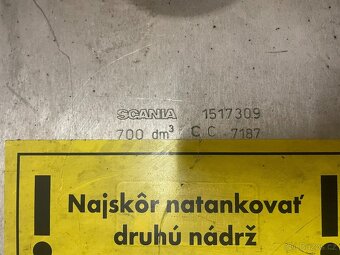 SCANIA 1517309
700 dm³ C C 7187
! Najskôr natankovať !
druhú nádrž